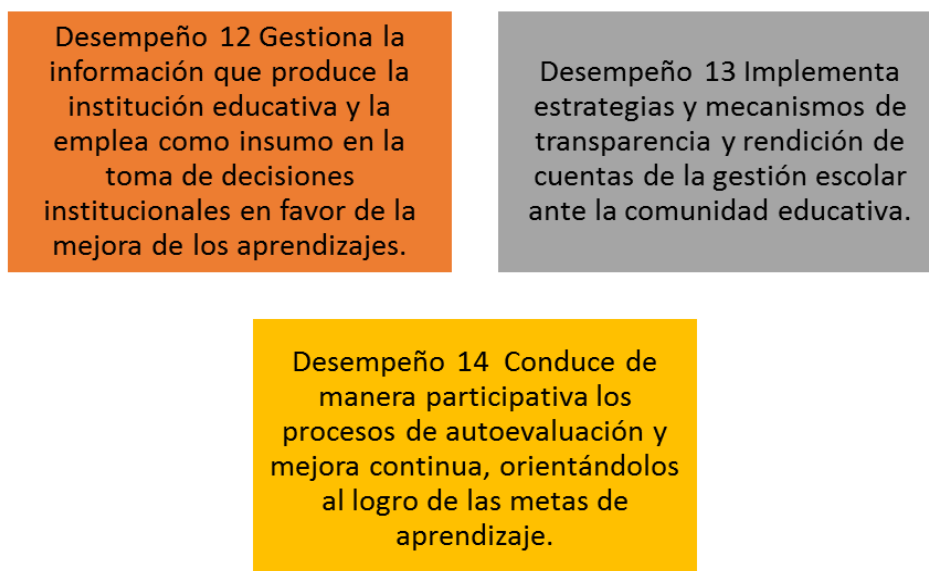 Desempeño 12 Gestiona la
información que produce la
institución educativa y la
emplea como insumo en la
toma de decisiones
institucionales en favor de la
mejora de los aprendizajes.
Desempeño 13 Implementa
estrategias y mecanismos de
transparencia y rendición de
cuentas de la gestión escolar
ante la comunidad educativa.
Desempeño 14 Conduce de
manera participativa los
procesos de autoevaluación y
mejora continua, orientándolos
al logro de las metas de
aprendizaje.